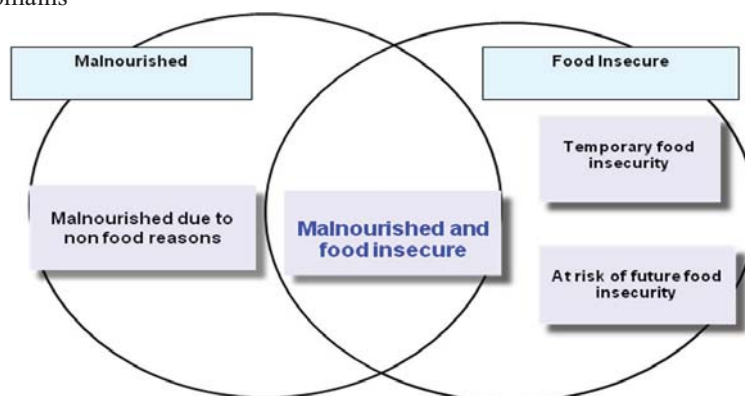 Malnourished
Food Insecure
Temporary food
insecurity
Malnourished due to
non food reasons
Malnourished and
food insecure
At risk of future food
insecurity